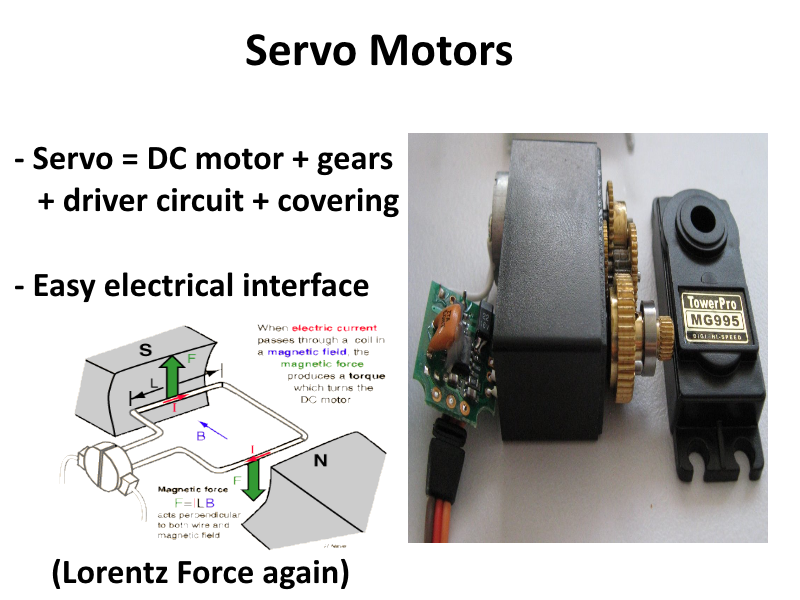 Servo Motors
- Servo = DC motor + gears
+ driver circuit + covering
- Easy electrical interface
When electric current
passes through a coil in
a magnetic field, the
magnetic force
produces a torque
which turns the
DC motor
S
F
L
I
B
I
N
F
Magnetic force
F=ILB
acts perpendicular
to both wire and
magnetic field
(Lorentz Force again)
TowerPro
MG995
DIGI HI-SPEED